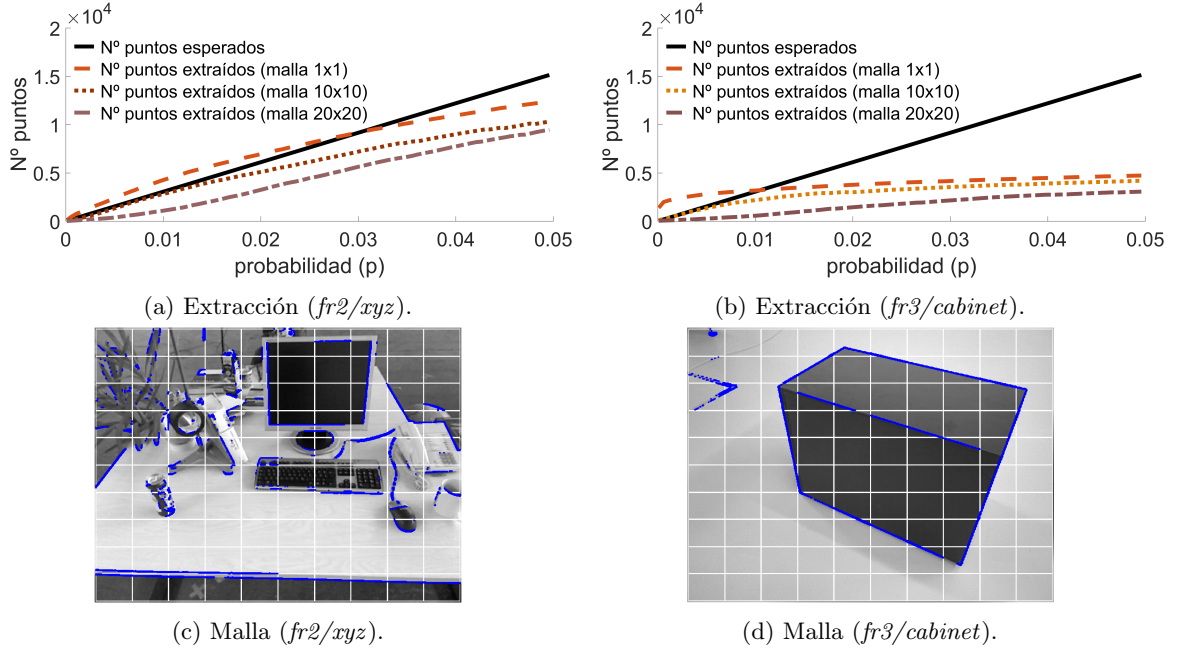 ×10⁴
2
1.5
1
0.5
0
Nº puntos
Nº puntos esperados
Nº puntos extraídos (malla 1x1)
Nº puntos extraídos (malla 10x10)
Nº puntos extraídos (malla 20x20)
0 0.01 0.02 0.03 0.04 0.05
probabilidad (p)
(a) Extracción (fr2/xyz).
×10⁴
2
1.5
1
0.5
0
Nº puntos
Nº puntos esperados
Nº puntos extraídos (malla 1x1)
Nº puntos extraídos (malla 10x10)
Nº puntos extraídos (malla 20x20)
0 0.01 0.02 0.03 0.04 0.05
probabilidad (p)
(b) Extracción (fr3/cabinet).
(c) Malla (fr2/xyz).
(d) Malla (fr3/cabinet).